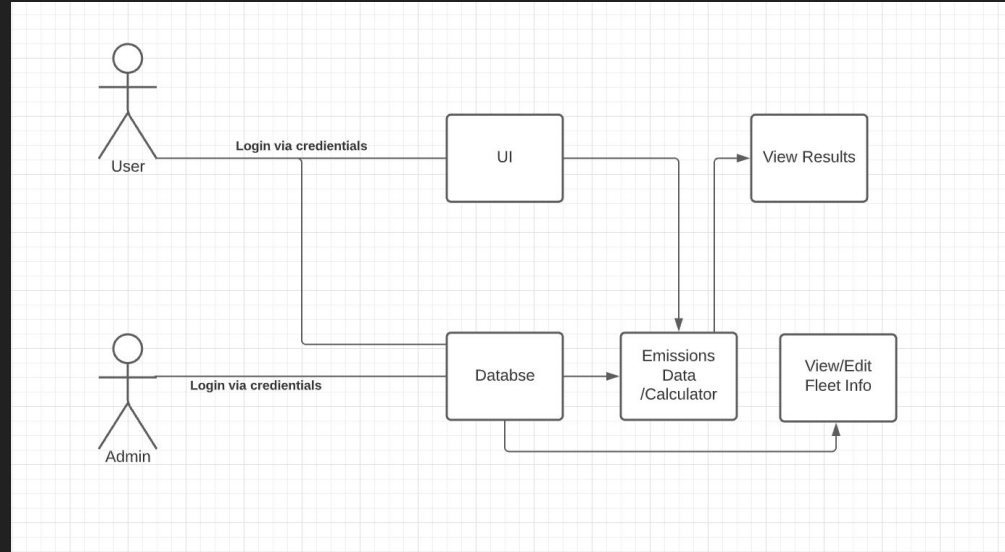 Login via credientials
User
UI
View Results
Admin
Login via credientials
Databse
Emissions
Data
/Calculator
View/Edit
Fleet Info